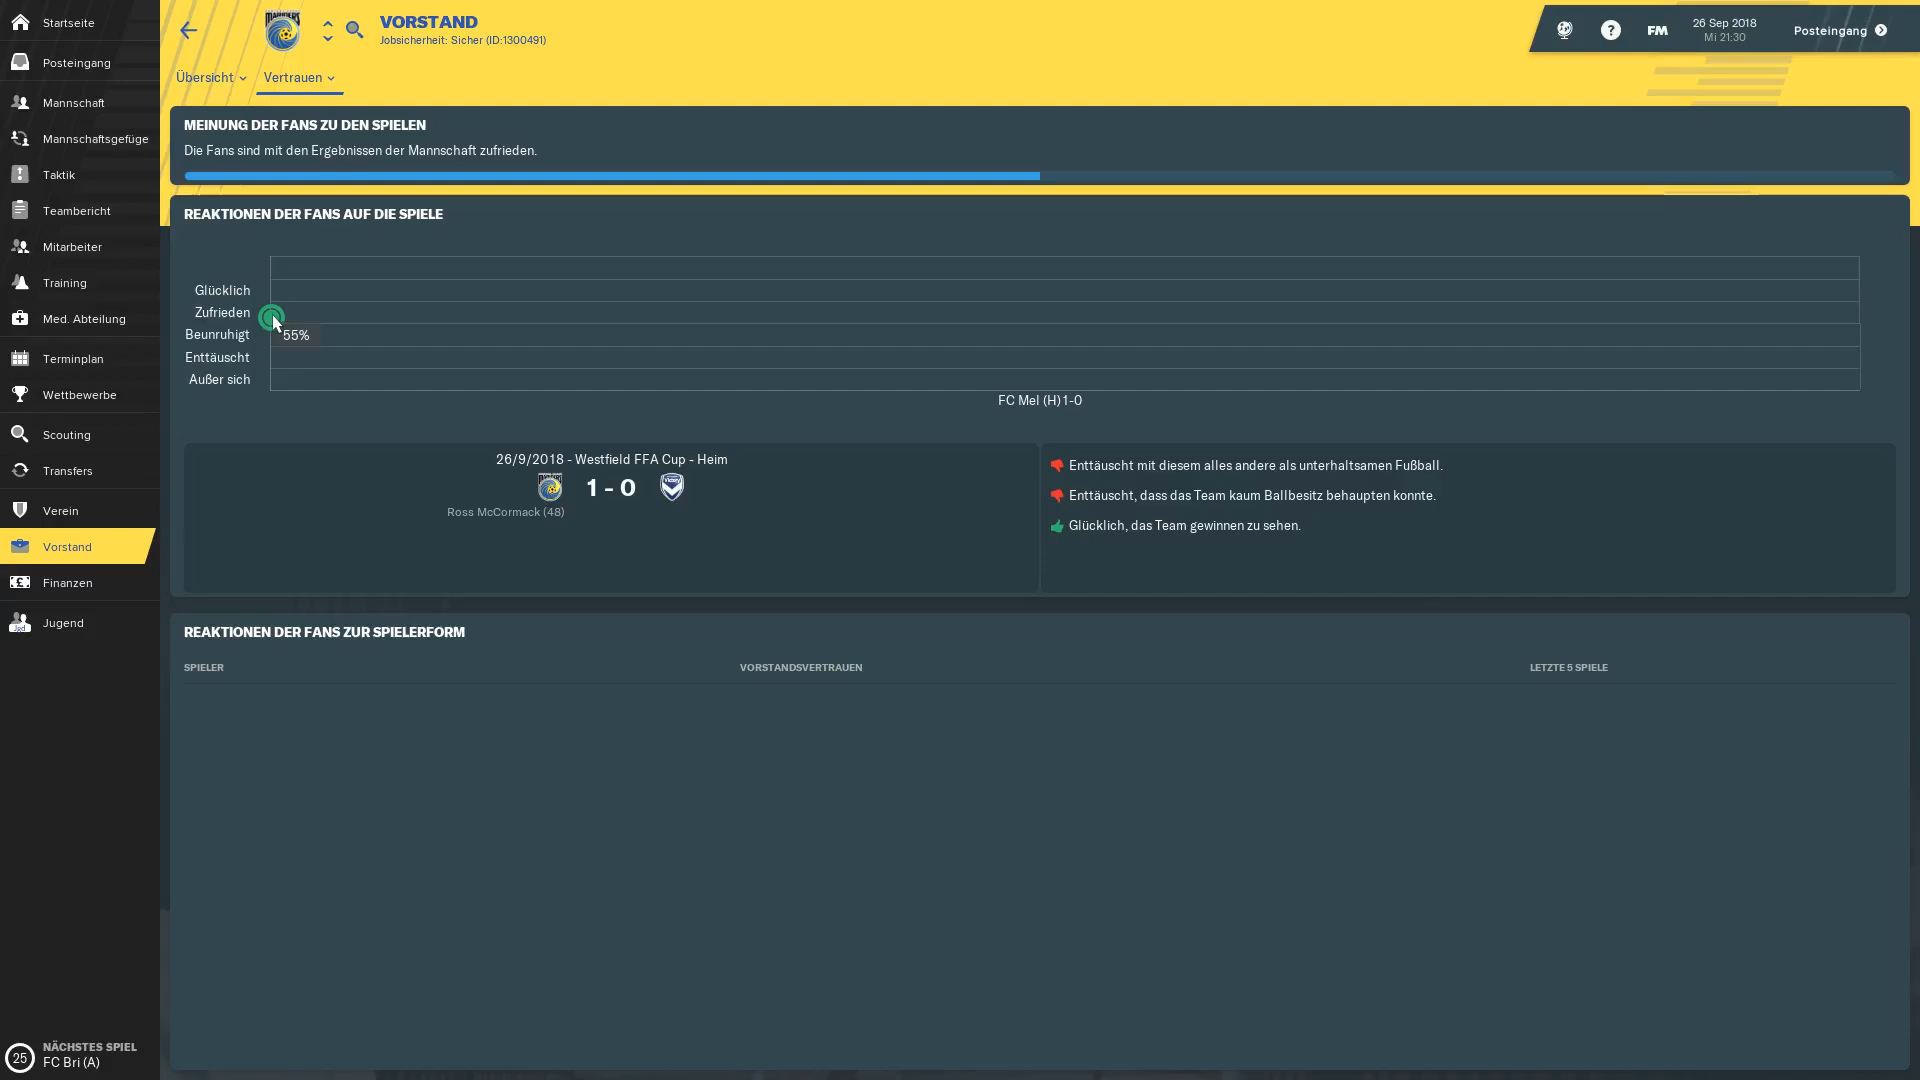 Startseite
Posteingang
Mannschaft
Mannschaftsgefüge
Taktik
Teambericht
Mitarbeiter
Training
Med. Abteilung
Terminplan
Wettbewerbe
Scouting
Transfers
Verein
Vorstand
Finanzen
Jgd
Jugend
25
NÄCHSTES SPIEL
FC Bri (A)
MARINERS
VORSTAND
Jobsicherheit: Sicher (ID:1300491)
?
FM
26 Sep 2018
Mi 21:30
Posteingang
Übersicht
Vertrauen
MEINUNG DER FANS ZU DEN SPIELEN
Die Fans sind mit den Ergebnissen der Mannschaft zufrieden.
REAKTIONEN DER FANS AUF DIE SPIELE
Glücklich
Zufrieden
Beunruhigt
Enttäuscht
Außer sich
55%
FC Mel (H) 1-0
26/9/2018 - Westfield FFA Cup - Heim
1 - 0
Victory
Ross McCormack (48)
Enttäuscht mit diesem alles andere als unterhaltsamen Fußball.
Enttäuscht, dass das Team kaum Ballbesitz behaupten konnte.
Glücklich, das Team gewinnen zu sehen.
REAKTIONEN DER FANS ZUR SPIELERFORM
SPIELER
VORSTANDSVERTRAUEN
LETZTE 5 SPIELE